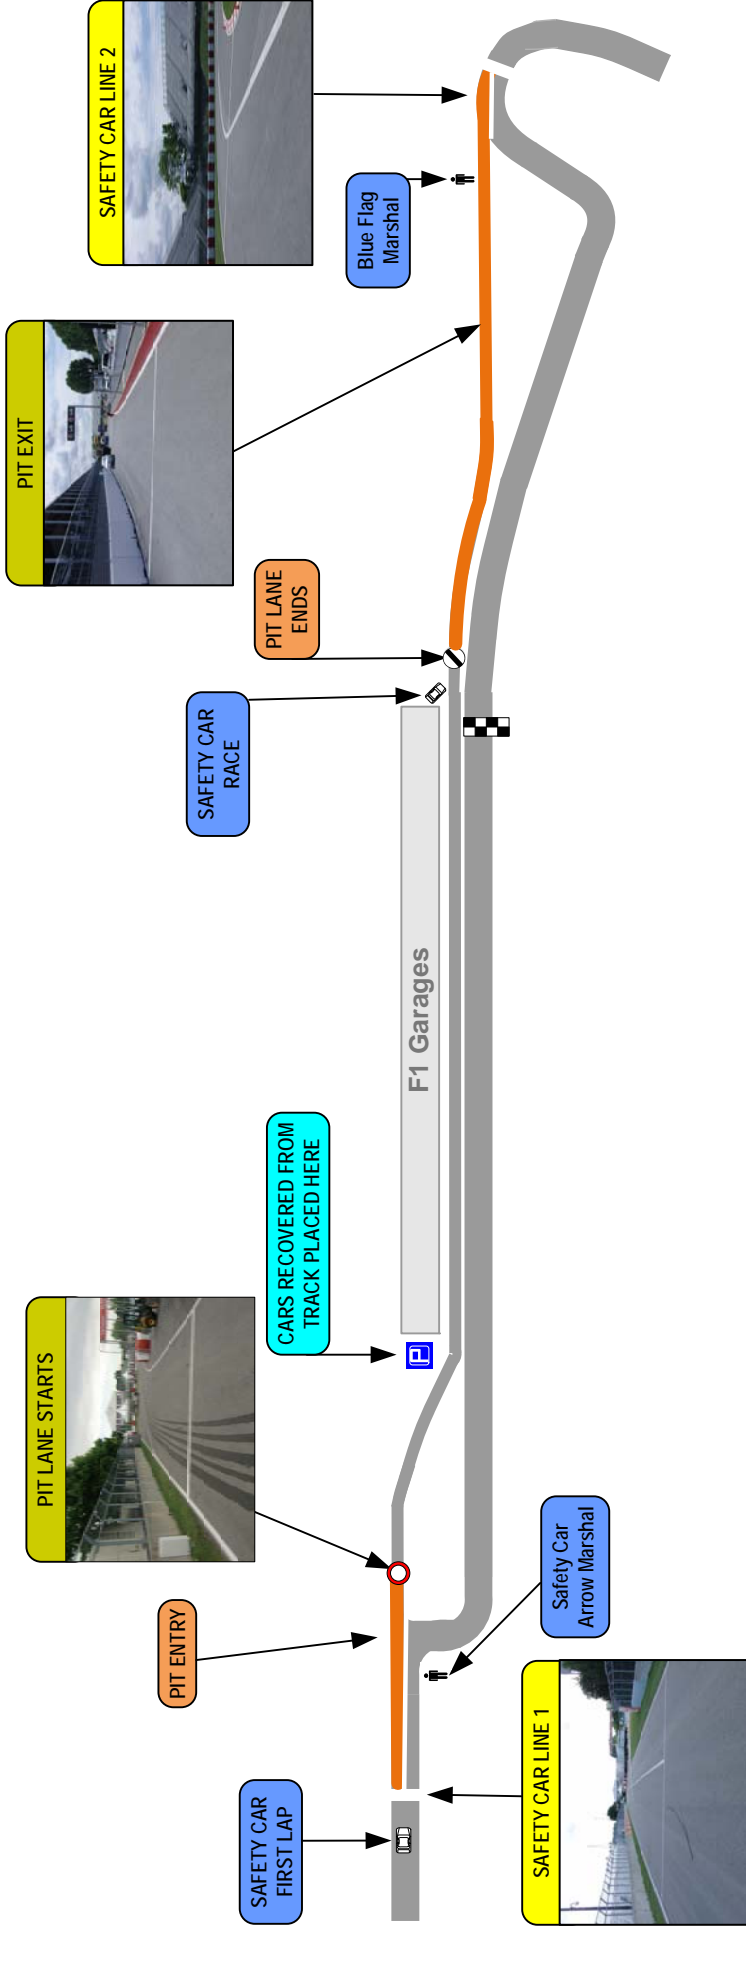 SAFETY CAR LINE 2
Blue Flag
Marshal
PIT EXIT
PIT LANE
ENDS
SAFETY CAR
RACE
F1 Garages
CARS RECOVERED FROM
TRACK PLACED HERE
P
PIT LANE STARTS
PIT ENTRY
Safety Car
Arrow Marshal
SAFETY CAR
FIRST LAP
SAFETY CAR LINE 1